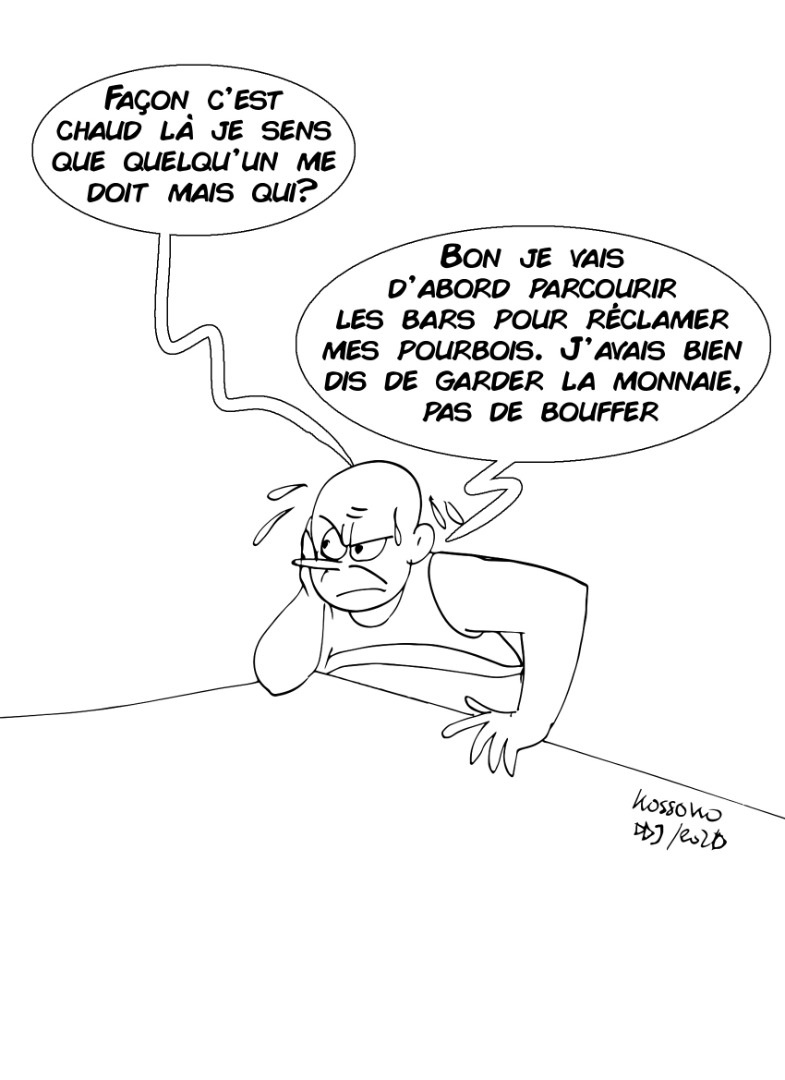 FAÇON C'EST
CHAUD LÀ JE SENS
QUE QUELQU'UN ME
DOIT MAIS QUI?
BON JE VAIS
D'ABORD PARCOURIR
LES BARS POUR RÉCLAMER
MES POURBOIS. J'AVAIS BIEN
DIS DE GARDER LA MONNAIE,
PAS DE BOUFFER
KOSSOKO
DDJ/2020